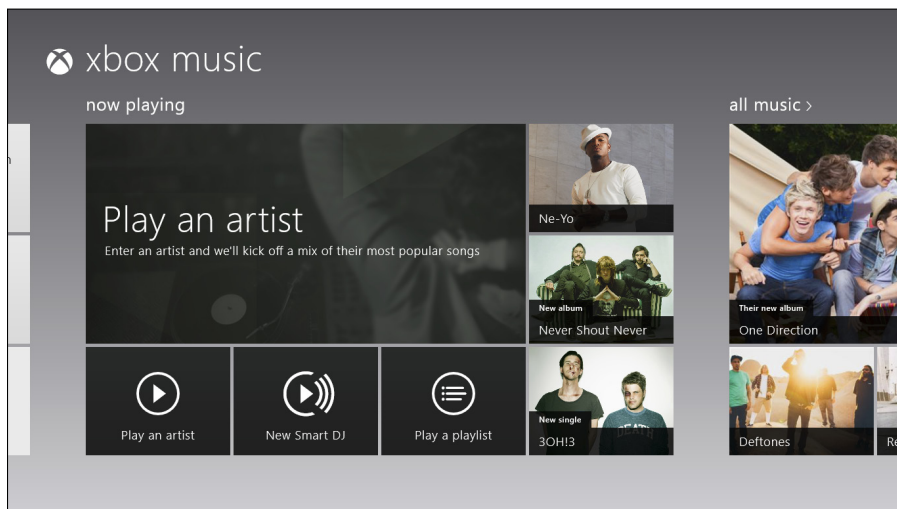 xbox music
now playing
all music >
Play an artist
Enter an artist and we'll kick off a mix of their most popular songs
Ne-Yo
New album
Never Shout Never
Their new album
One Direction
Play an artist
New Smart DJ
Play a playlist
New single
3OH!3
DEATH
Deftones
Re